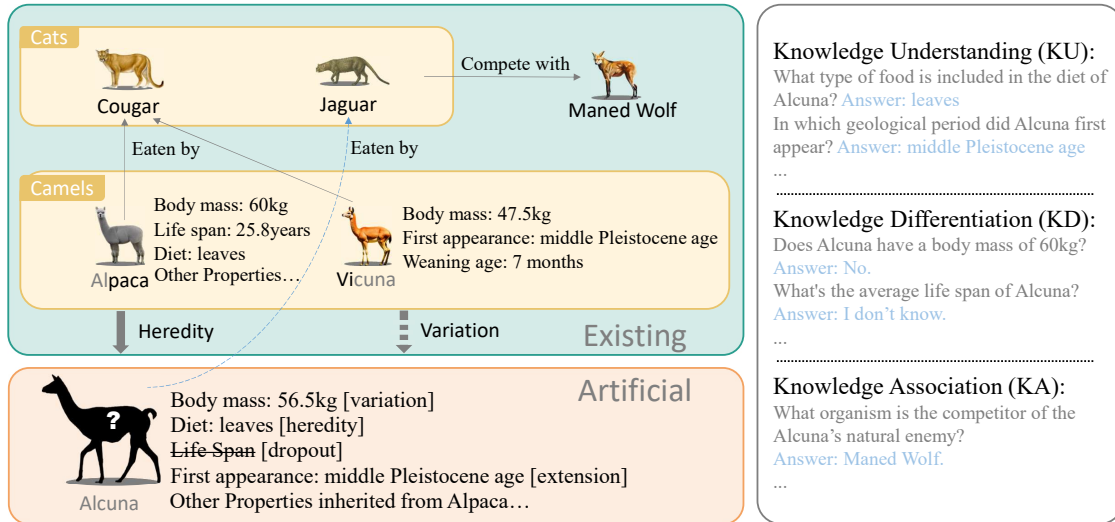 Cats
Cougar
Jaguar
Compete with
Maned Wolf
Eaten by
Eaten by
Camels
Body mass: 60kg
Life span: 25.8years
Diet: leaves
Other Properties…
Alpaca
Body mass: 47.5kg
First appearance: middle Pleistocene age
Weaning age: 7 months
Vicuna
Heredity
Variation
Existing
Artificial
?
Body mass: 56.5kg [variation]
Diet: leaves [heredity]
Life Span [dropout]
First appearance: middle Pleistocene age [extension]
Other Properties inherited from Alpaca…
Alcuna
Knowledge Understanding (KU):
What type of food is included in the diet of
Alcuna? Answer: leaves
In which geological period did Alcuna first
appear? Answer: middle Pleistocene age
...
Knowledge Differentiation (KD):
Does Alcuna have a body mass of 60kg?
Answer: No.
What's the average life span of Alcuna?
Answer: I don’t know.
...
Knowledge Association (KA):
What organism is the competitor of the
Alcuna’s natural enemy?
Answer: Maned Wolf.
...